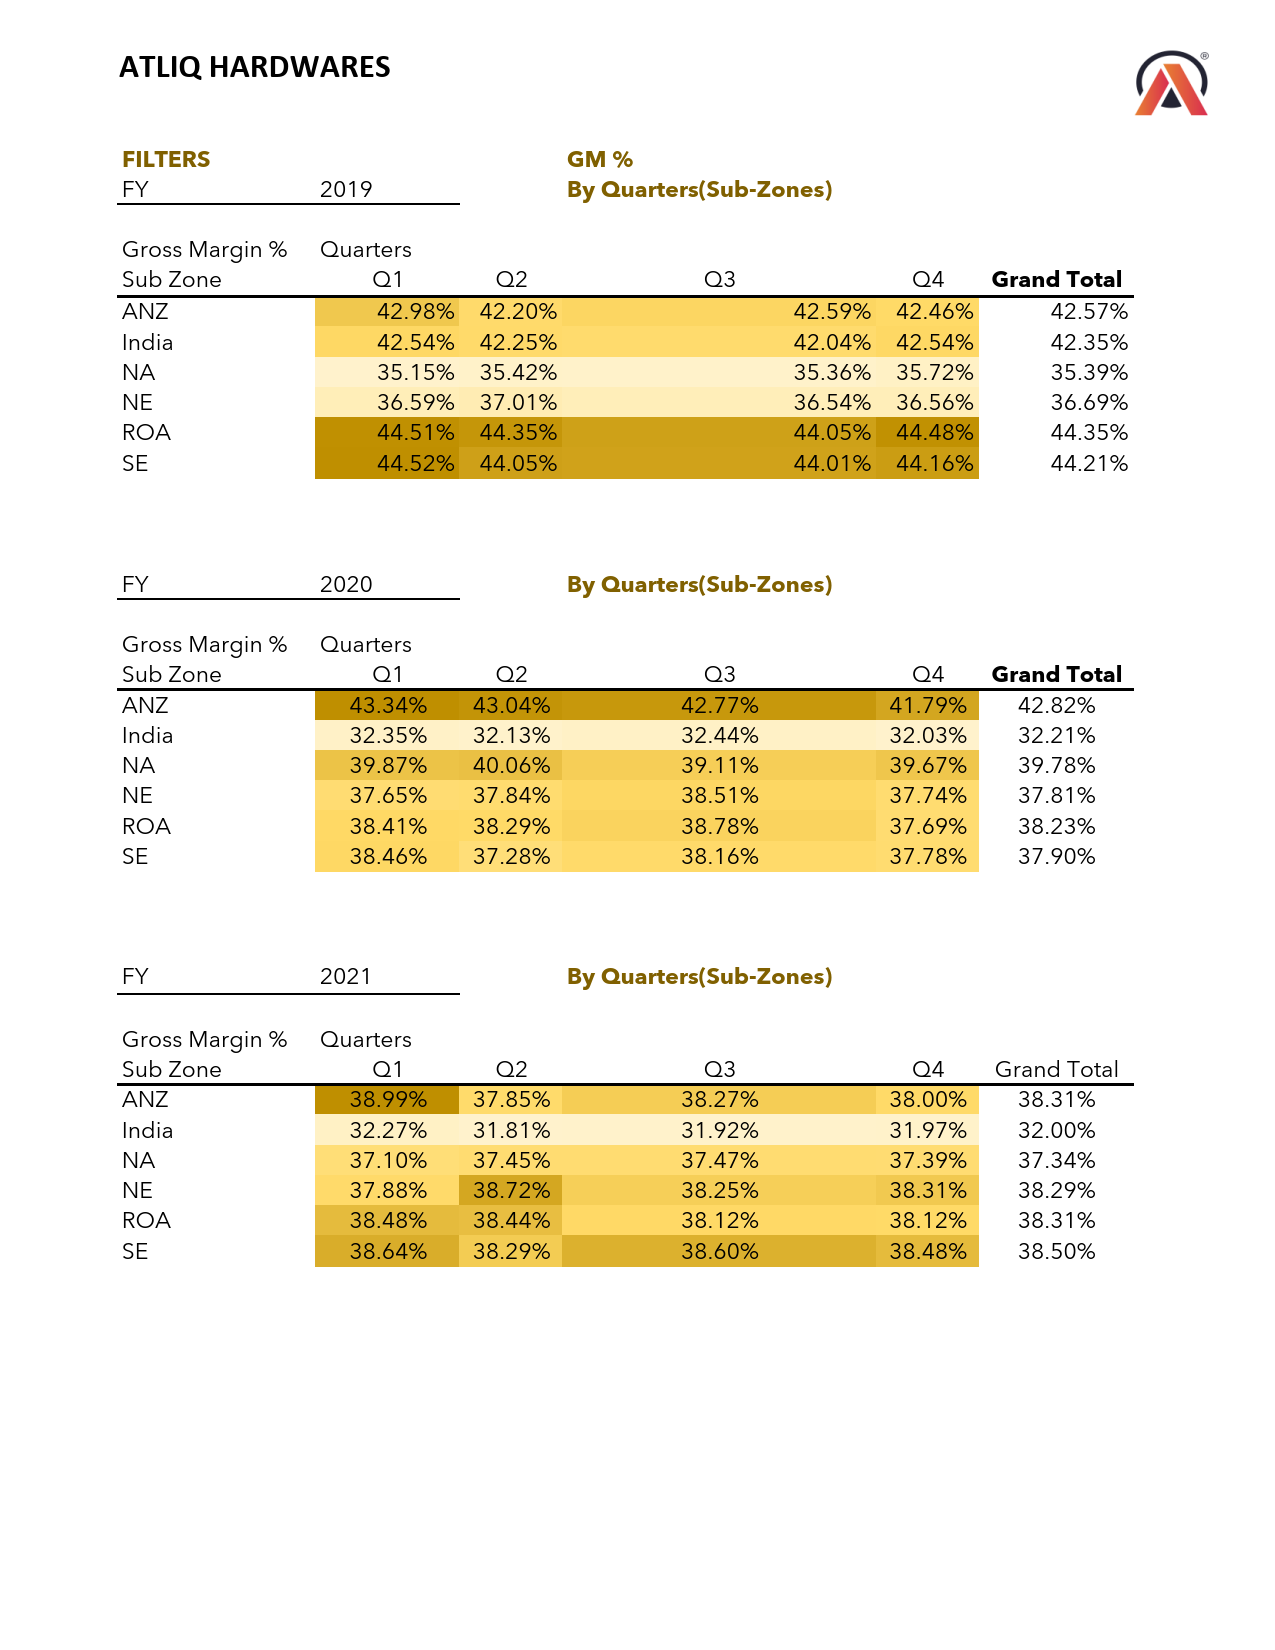 ATLIQ HARDWARES
®
FILTERS GM %
FY 2019 By Quarters(Sub-Zones)
Gross Margin % Quarters
Sub Zone Q1 Q2 Q3 Q4 Grand Total
ANZ 42.98% 42.20% 42.59% 42.46% 42.57%
India 42.54% 42.25% 42.04% 42.54% 42.35%
NA 35.15% 35.42% 35.36% 35.72% 35.39%
NE 36.59% 37.01% 36.54% 36.56% 36.69%
ROA 44.51% 44.35% 44.05% 44.48% 44.35%
SE 44.52% 44.05% 44.01% 44.16% 44.21%
FY 2020 By Quarters(Sub-Zones)
Gross Margin % Quarters
Sub Zone Q1 Q2 Q3 Q4 Grand Total
ANZ 43.34% 43.04% 42.77% 41.79% 42.82%
India 32.35% 32.13% 32.44% 32.03% 32.21%
NA 39.87% 40.06% 39.11% 39.67% 39.78%
NE 37.65% 37.84% 38.51% 37.74% 37.81%
ROA 38.41% 38.29% 38.78% 37.69% 38.23%
SE 38.46% 37.28% 38.16% 37.78% 37.90%
FY 2021 By Quarters(Sub-Zones)
Gross Margin % Quarters
Sub Zone Q1 Q2 Q3 Q4 Grand Total
ANZ 38.99% 37.85% 38.27% 38.00% 38.31%
India 32.27% 31.81% 31.92% 31.97% 32.00%
NA 37.10% 37.45% 37.47% 37.39% 37.34%
NE 37.88% 38.72% 38.25% 38.31% 38.29%
ROA 38.48% 38.44% 38.12% 38.12% 38.31%
SE 38.64% 38.29% 38.60% 38.48% 38.50%